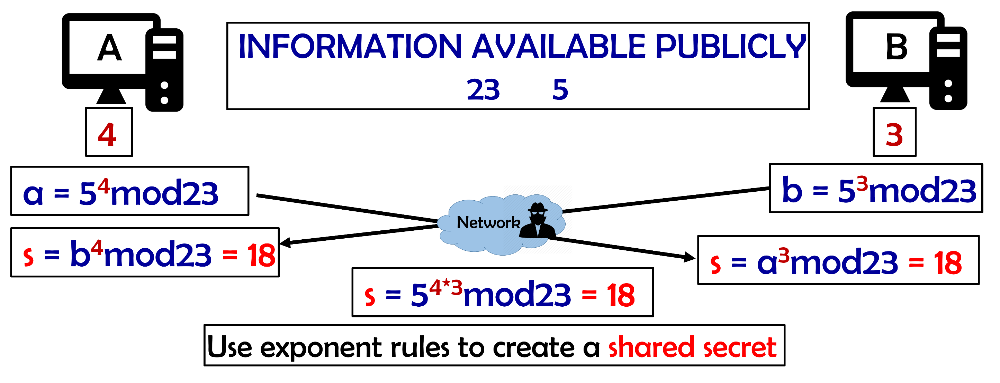 A
INFORMATION AVAILABLE PUBLICLY
23 5
B
4
3
a = 5⁴mod23
b = 5³mod23
Network
s = b⁴mod23 = 18
s = a³mod23 = 18
s = 5⁴*³mod23 = 18
Use exponent rules to create a shared secret